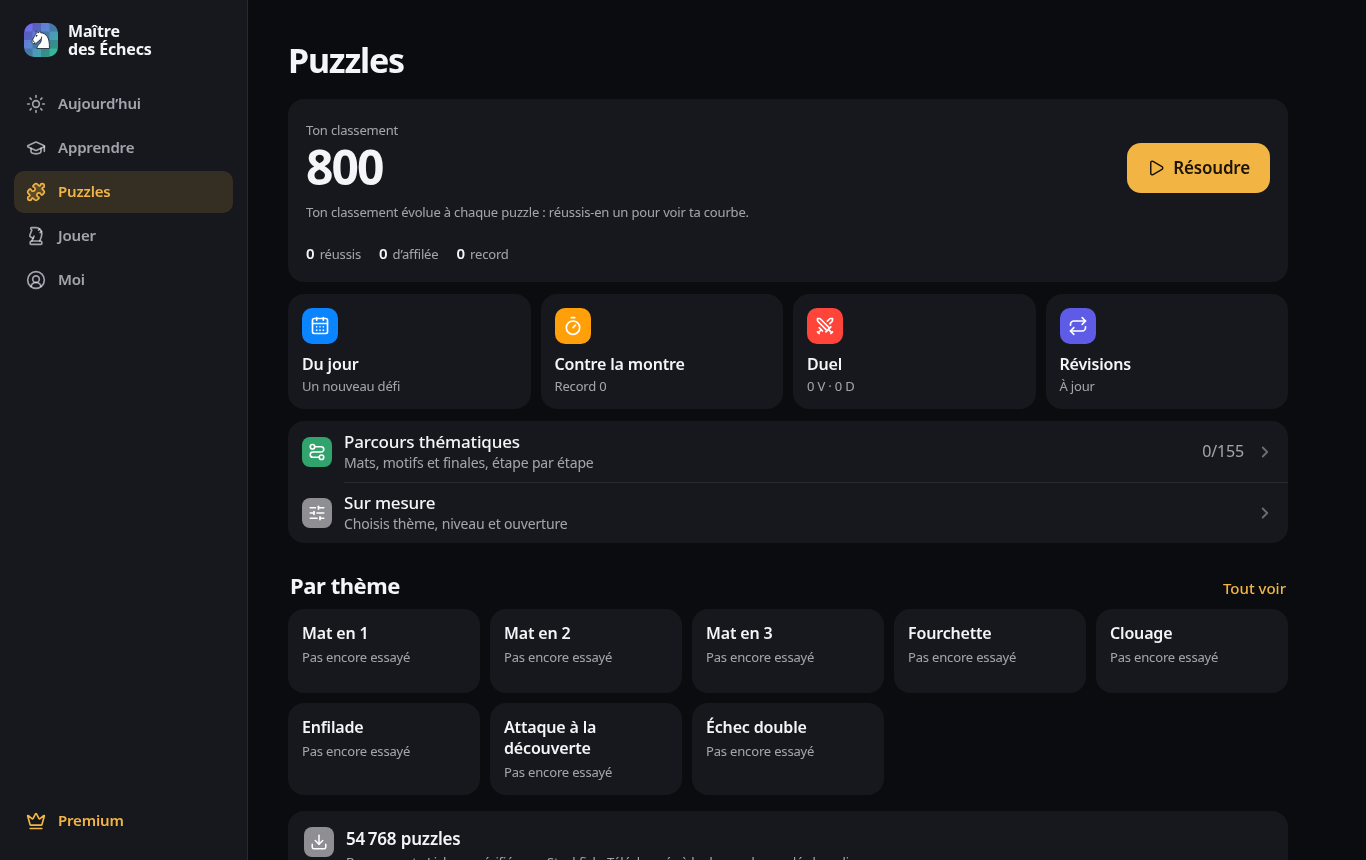 Maître
des Échecs
Aujourd’hui
Apprendre
Puzzles
Jouer
Moi
Premium
Puzzles
Ton classement
800
Résoudre
Ton classement évolue à chaque puzzle : réussis-en un pour voir ta courbe.
0 réussis 0 d’affilée 0 record
Du jour
Un nouveau défi
Contre la montre
Record 0
Duel
0 V · 0 D
Révisions
À jour
Parcours thématiques
Mats, motifs et finales, étape par étape
0/155
Sur mesure
Choisis thème, niveau et ouverture
Par thème
Tout voir
Mat en 1
Pas encore essayé
Mat en 2
Pas encore essayé
Mat en 3
Pas encore essayé
Fourchette
Pas encore essayé
Clouage
Pas encore essayé
Enfilade
Pas encore essayé
Attaque à la
découverte
Pas encore essayé
Échec double
Pas encore essayé
54 768 puzzles